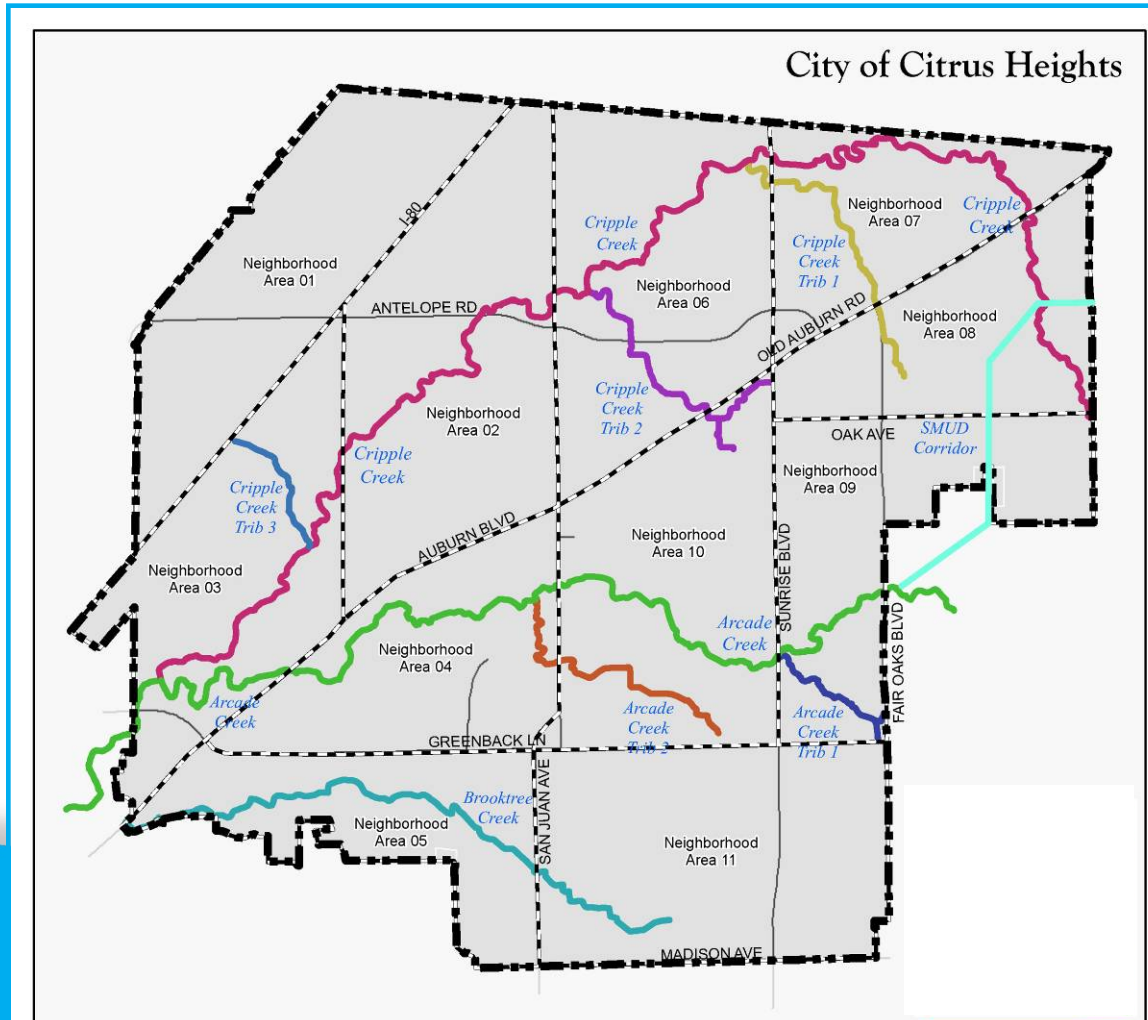 City of Citrus Heights
I-80
Neighborhood
Area 01
ANTELOPE RD
Cripple
Creek
Neighborhood
Area 06
Cripple
Creek
Trib 1
Neighborhood
Area 07
Cripple
Creek
OLD AUBURN RD
Neighborhood
Area 08
Neighborhood
Area 02
Cripple
Creek
Trib 2
OAK AVE
SMUD
Corridor
Cripple
Creek
Cripple
Creek
Trib 3
Neighborhood
Area 09
AUBURN BLVD
Neighborhood
Area 10
Neighborhood
Area 03
SUNRISE BLVD
Arcade
Creek
Neighborhood
Area 04
FAIR OAKS BLVD
Arcade
Creek
GREENBACK LN
Arcade
Creek
Trib 2
Arcade
Creek
Trib 1
Brooktree
Creek
SAN JUAN AVE
Neighborhood
Area 05
Neighborhood
Area 11
MADISON AVE